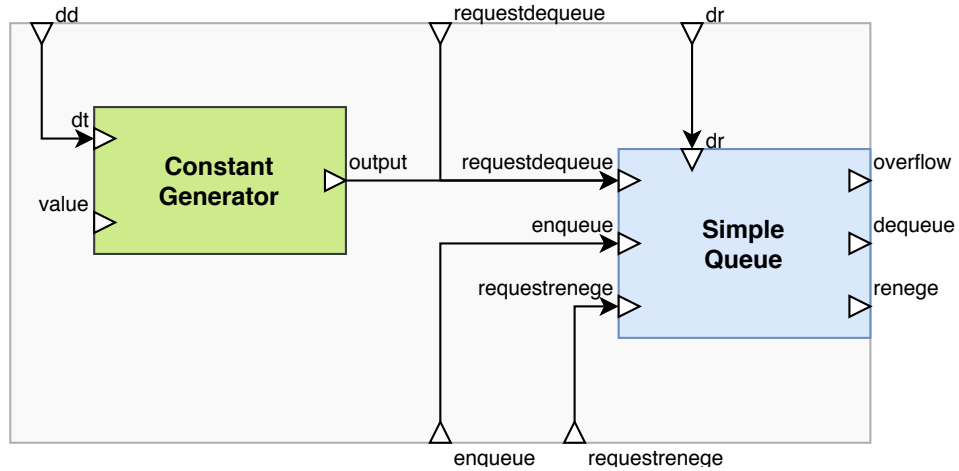 dd
requestdequeue
dr
dt
dr
Constant
Generator
output
requestdequeue
overflow
value
enqueue
Simple
Queue
dequeue
requestrenege
renege
enqueue
requestrenege